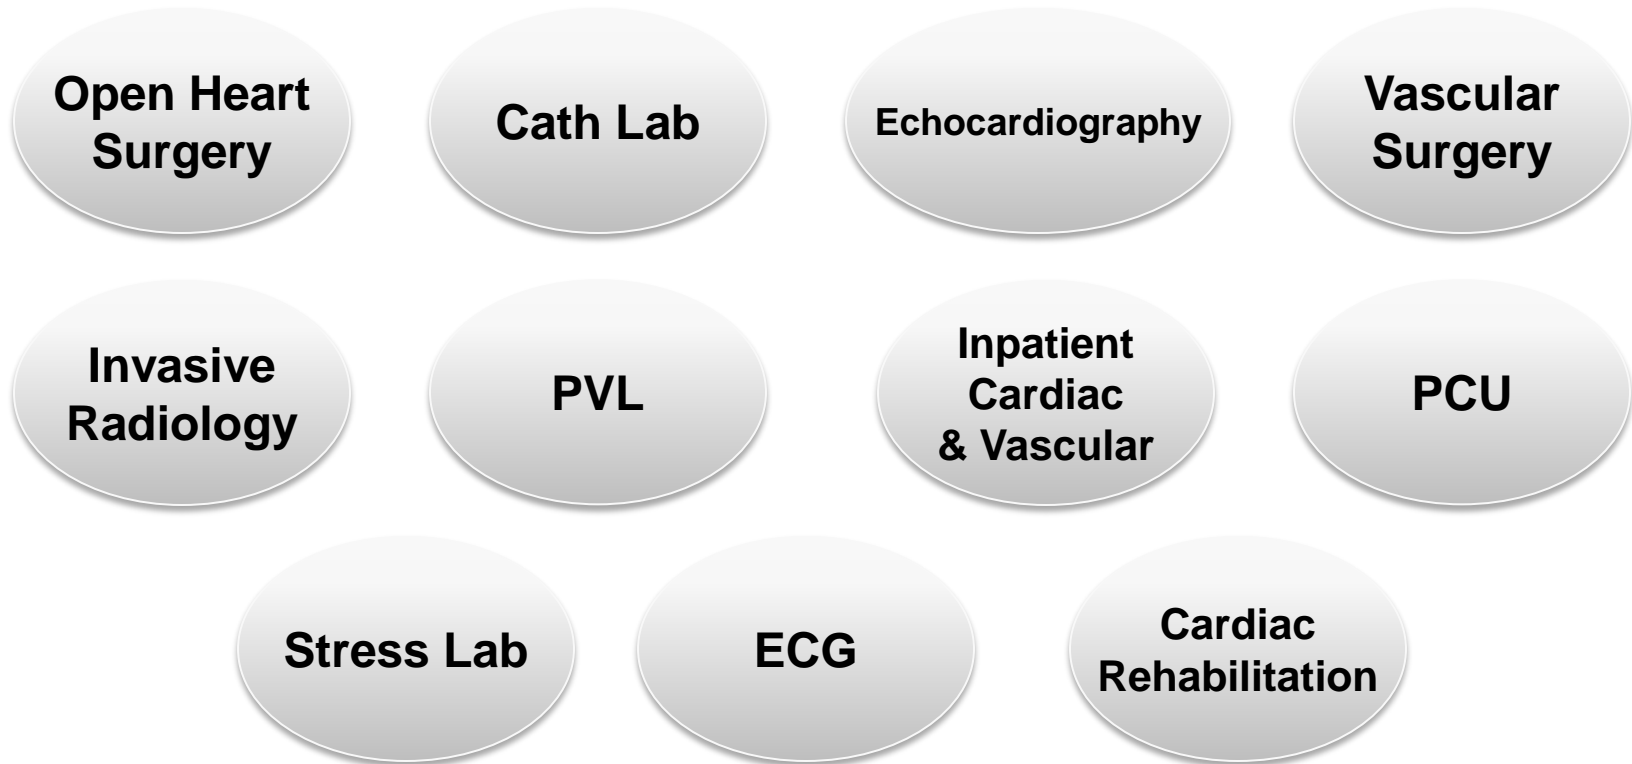 Open Heart
Surgery
Cath Lab
Echocardiography
Vascular
Surgery
Invasive
Radiology
PVL
Inpatient
Cardiac
& Vascular
PCU
Stress Lab
ECG
Cardiac
Rehabilitation